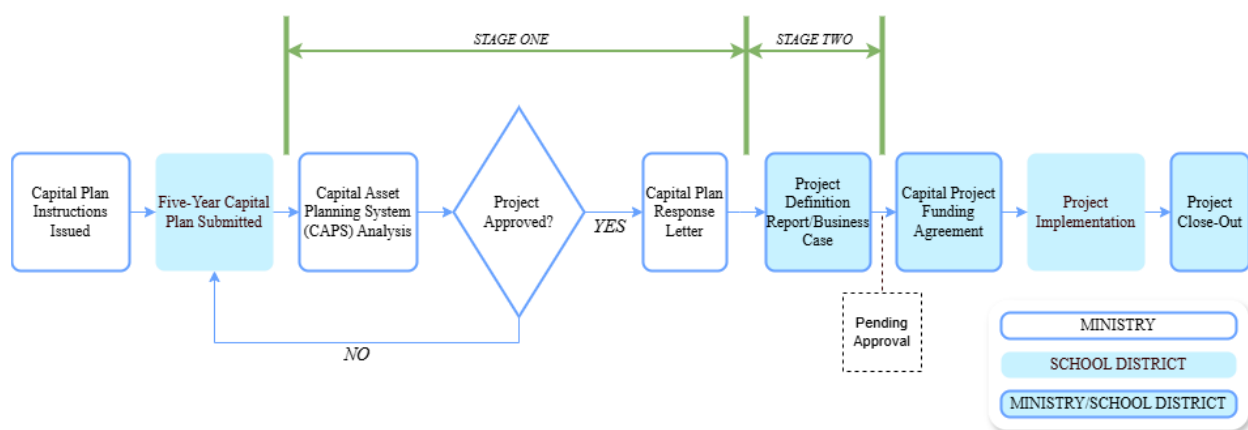 STAGE ONE
STAGE TWO
Capital Plan
Instructions
Issued
Five-Year Capital
Plan Submitted
Capital Asset
Planning System
(CAPS) Analysis
Project
Approved?
YES
NO
Capital Plan
Response
Letter
Project
Definition
Report/Business
Case
Pending
Approval
Capital Project
Funding
Agreement
Project
Implementation
Project
Close-Out
MINISTRY
SCHOOL DISTRICT
MINISTRY/SCHOOL DISTRICT